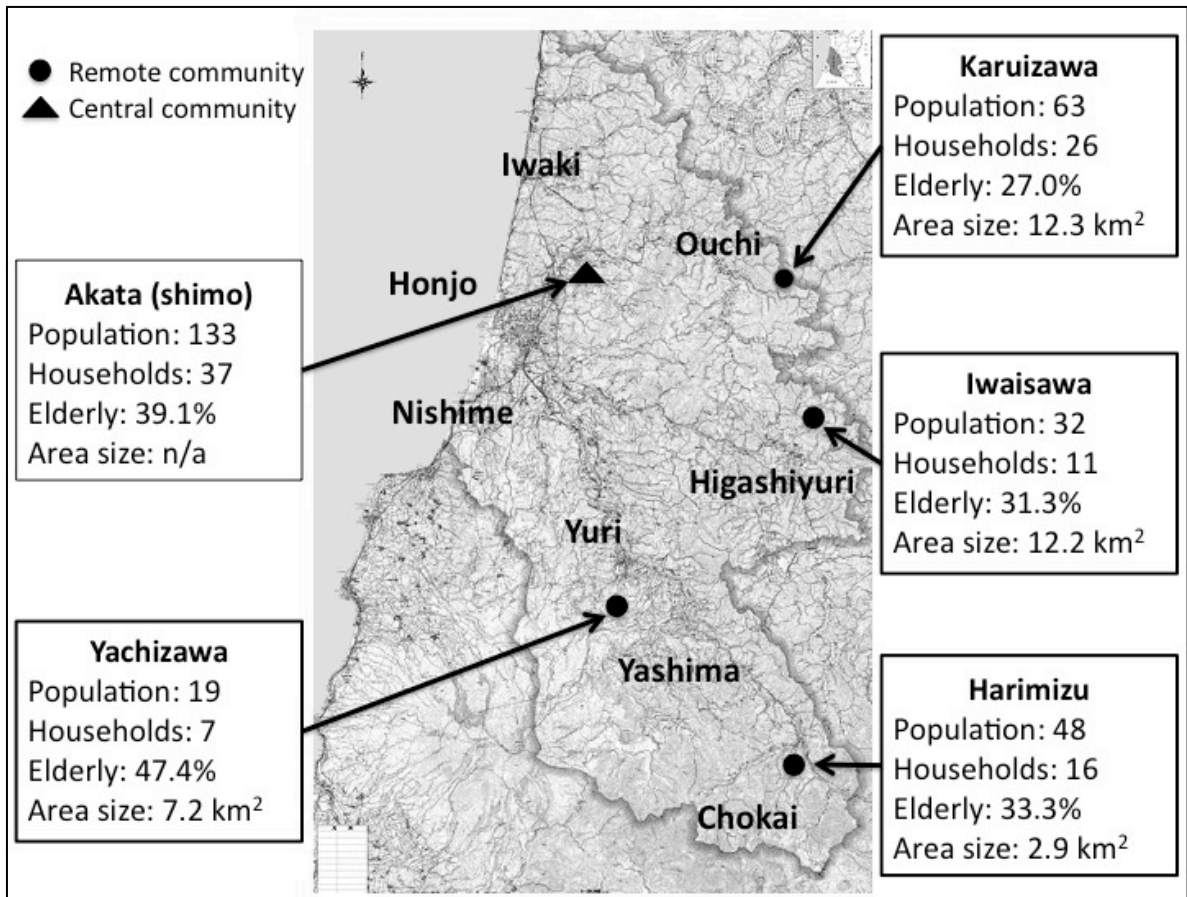 Remote community
Central community
Iwaki
Ouchi
Honjo
Nishime
Higashiyuri
Yuri
Yashima
Chokai
Akata (shimo)
Population: 133
Households: 37
Elderly: 39.1%
Area size: n/a
Yachizawa
Population: 19
Households: 7
Elderly: 47.4%
Area size: 7.2 km²
Karuizawa
Population: 63
Households: 26
Elderly: 27.0%
Area size: 12.3 km²
Iwaisawa
Population: 32
Households: 11
Elderly: 31.3%
Area size: 12.2 km²
Harimizu
Population: 48
Households: 16
Elderly: 33.3%
Area size: 2.9 km²